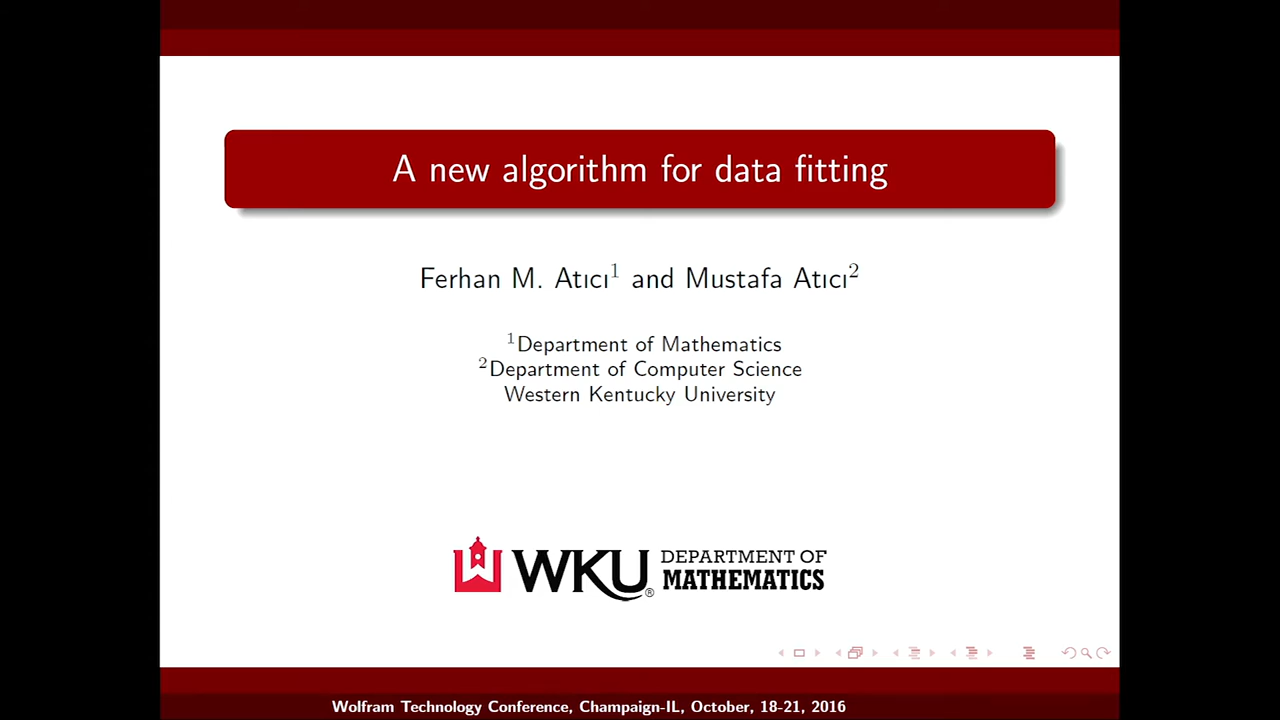 A new algorithm for data fitting
Ferhan M. Atıcı¹ and Mustafa Atıcı²
¹Department of Mathematics
²Department of Computer Science
Western Kentucky University
WKU® DEPARTMENT OF
MATHEMATICS
Wolfram Technology Conference, Champaign-IL, October, 18-21, 2016